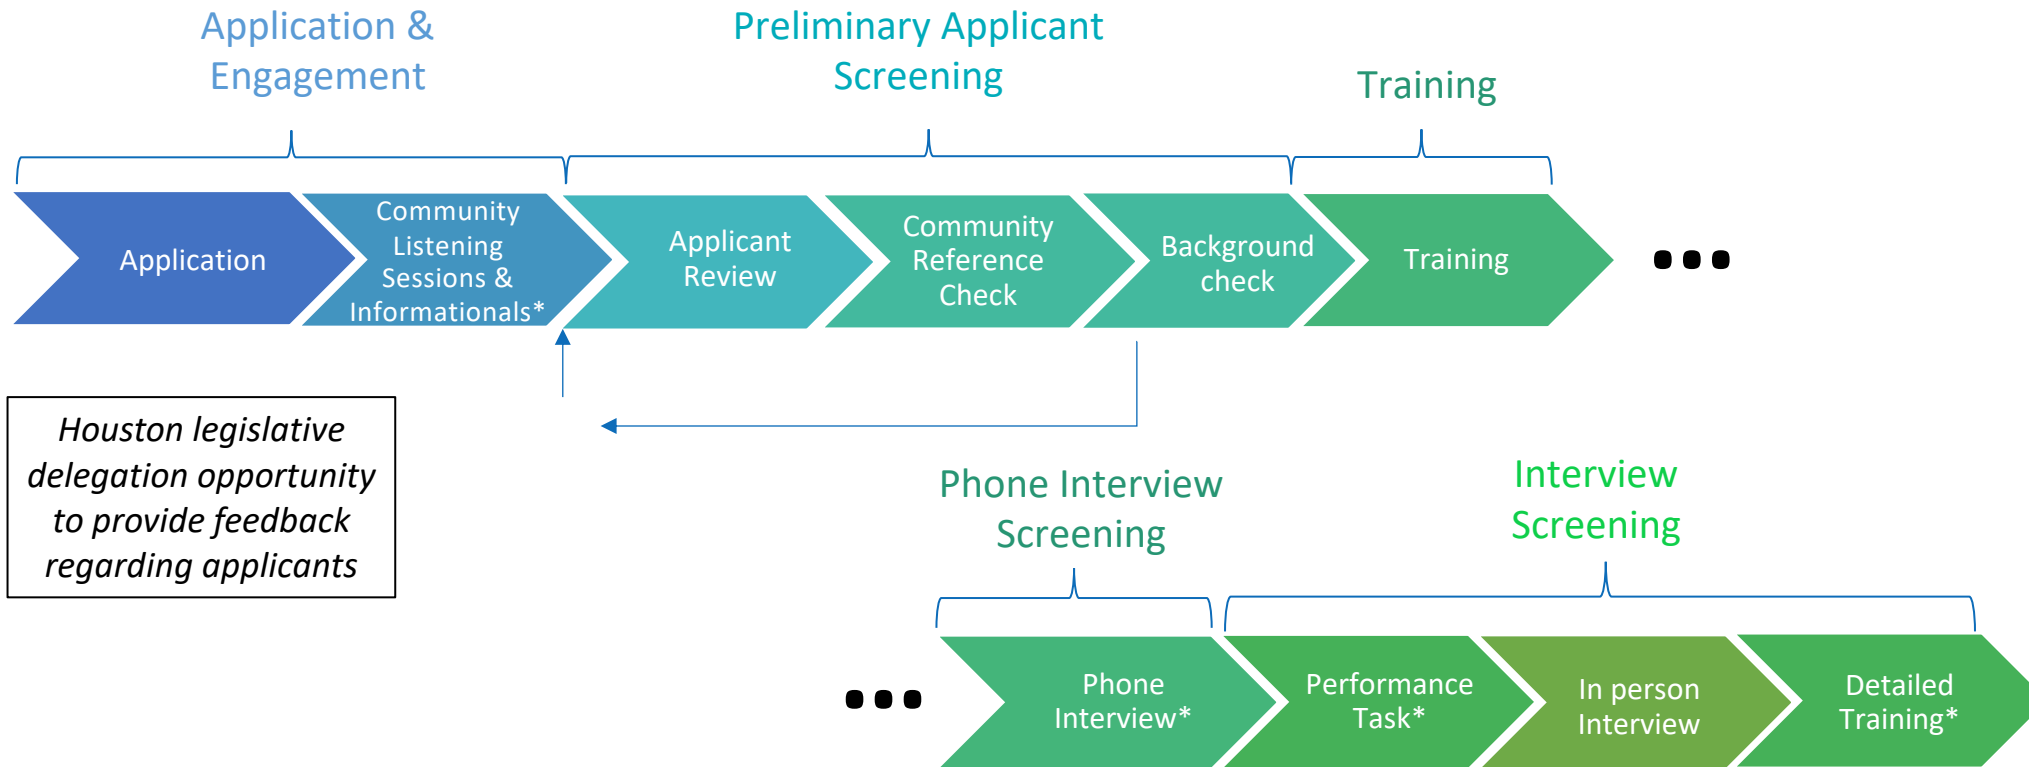 Application &
Engagement
Preliminary Applicant
Screening
Training
Application
Community
Listening
Sessions &
Informationals*
Applicant
Review
Community
Reference
Check
Background
check
Training
...
Houston legislative
delegation opportunity
to provide feedback
regarding applicants
Phone Interview
Screening
Interview
Screening
...
Phone
Interview*
Performance
Task*
In person
Interview
Detailed
Training*